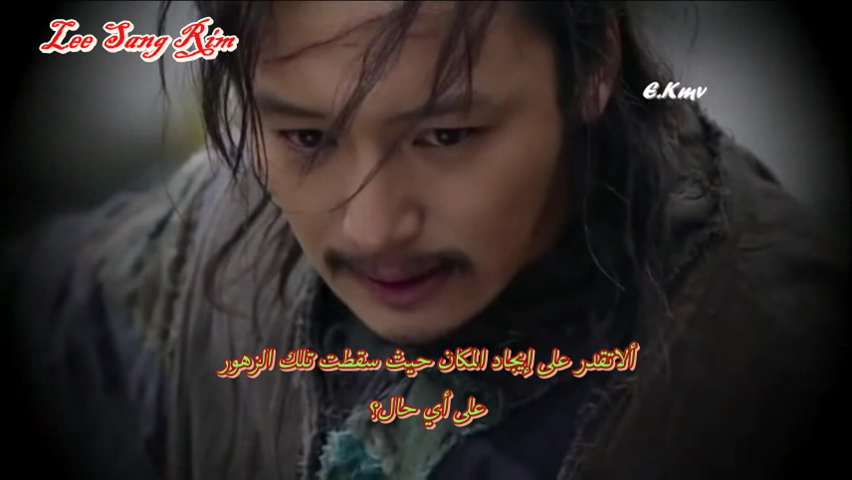 Lee Sang Rim
E.Kmv
ألاتقدر على إيجاد المكان حيث سقطت تلك الزهور
على أي حال؟